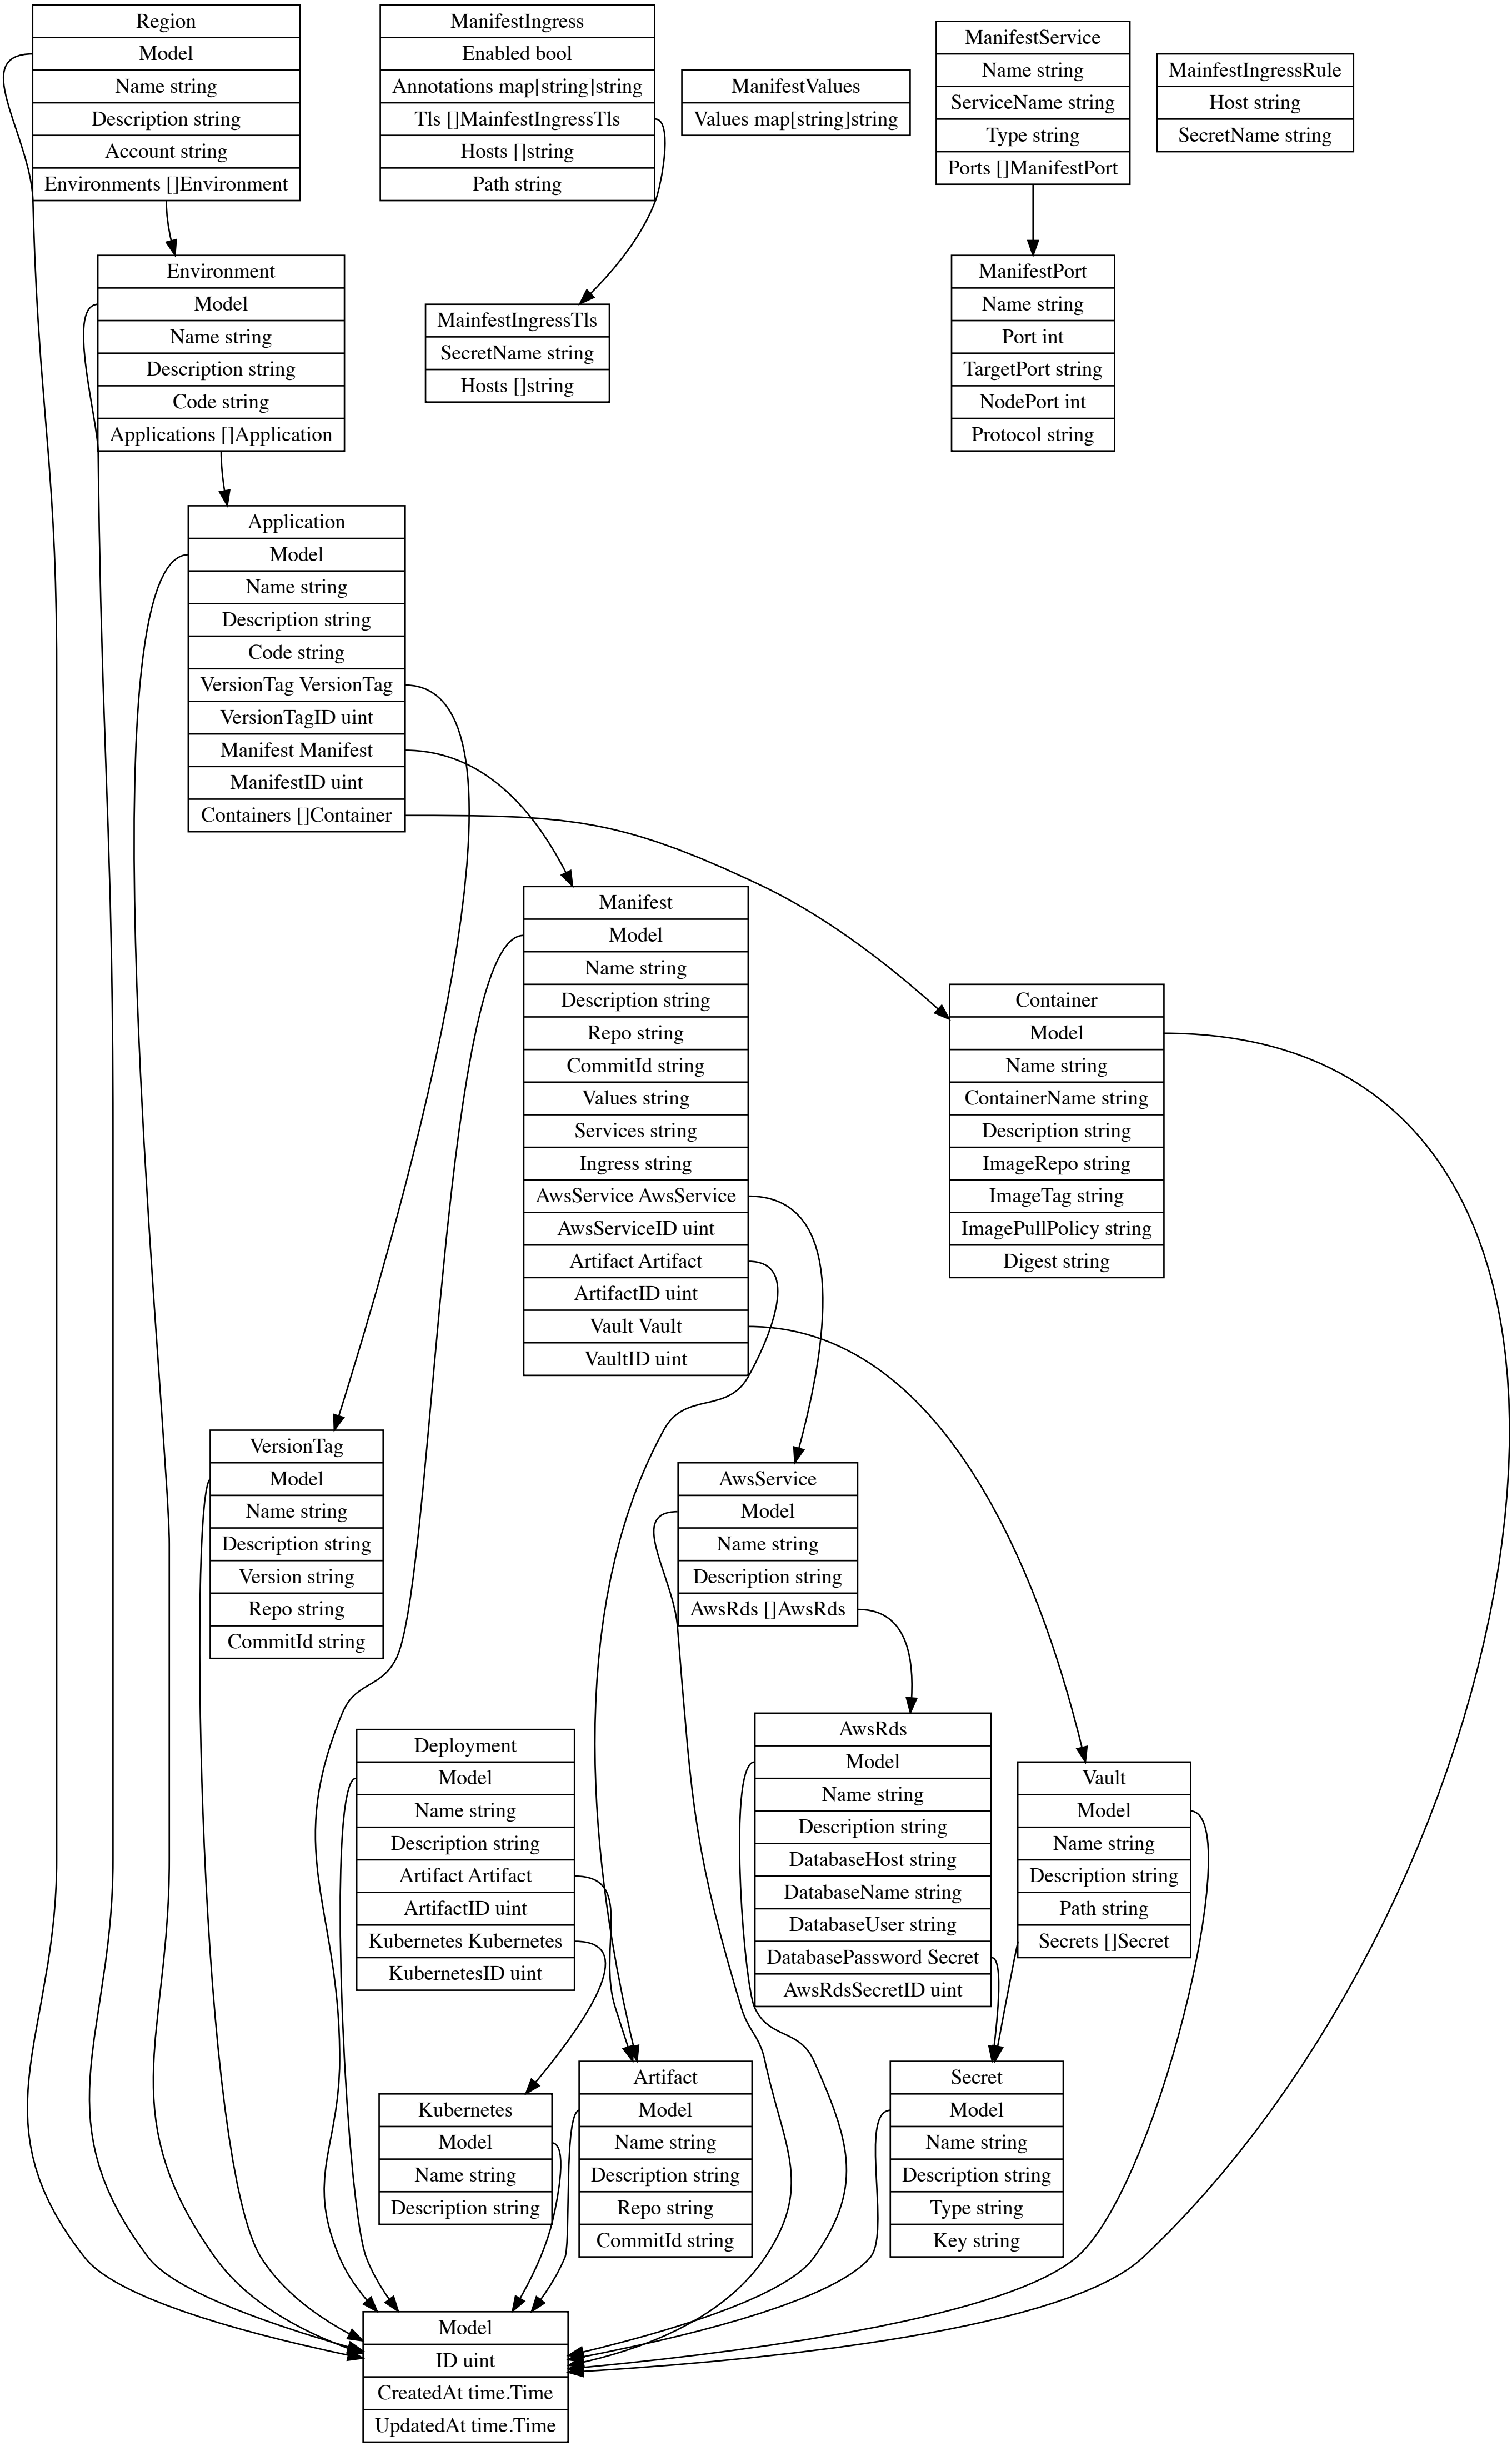 Region
Model
Name string
Description string
Account string
Environments []Environment
ManifestIngress
Enabled bool
Annotations map[string]string
Tls []MainfestIngressTls
Hosts []string
Path string
ManifestValues
Values map[string]string
ManifestService
Name string
ServiceName string
Type string
Ports []ManifestPort
MainfestIngressRule
Host string
SecretName string
Environment
Model
Name string
Description string
Code string
Applications []Application
MainfestIngressTls
SecretName string
Hosts []string
ManifestPort
Name string
Port int
TargetPort string
NodePort int
Protocol string
Application
Model
Name string
Description string
Code string
VersionTag VersionTag
VersionTagID uint
Manifest Manifest
ManifestID uint
Containers []Container
Manifest
Model
Name string
Description string
Repo string
CommitId string
Values string
Services string
Ingress string
AwsService AwsService
AwsServiceID uint
Artifact Artifact
ArtifactID uint
Vault Vault
VaultID uint
Container
Model
Name string
ContainerName string
Description string
ImageRepo string
ImageTag string
ImagePullPolicy string
Digest string
VersionTag
Model
Name string
Description string
Version string
Repo string
CommitId string
AwsService
Model
Name string
Description string
AwsRds []AwsRds
Deployment
Model
Name string
Description string
Artifact Artifact
ArtifactID uint
Kubernetes Kubernetes
KubernetesID uint
AwsRds
Model
Name string
Description string
DatabaseHost string
DatabaseName string
DatabaseUser string
DatabasePassword Secret
AwsRdsSecretID uint
Vault
Model
Name string
Description string
Path string
Secrets []Secret
Kubernetes
Model
Name string
Description string
Artifact
Model
Name string
Description string
Repo string
CommitId string
Secret
Model
Name string
Description string
Type string
Key string
Model
ID uint
CreatedAt time.Time
UpdatedAt time.Time